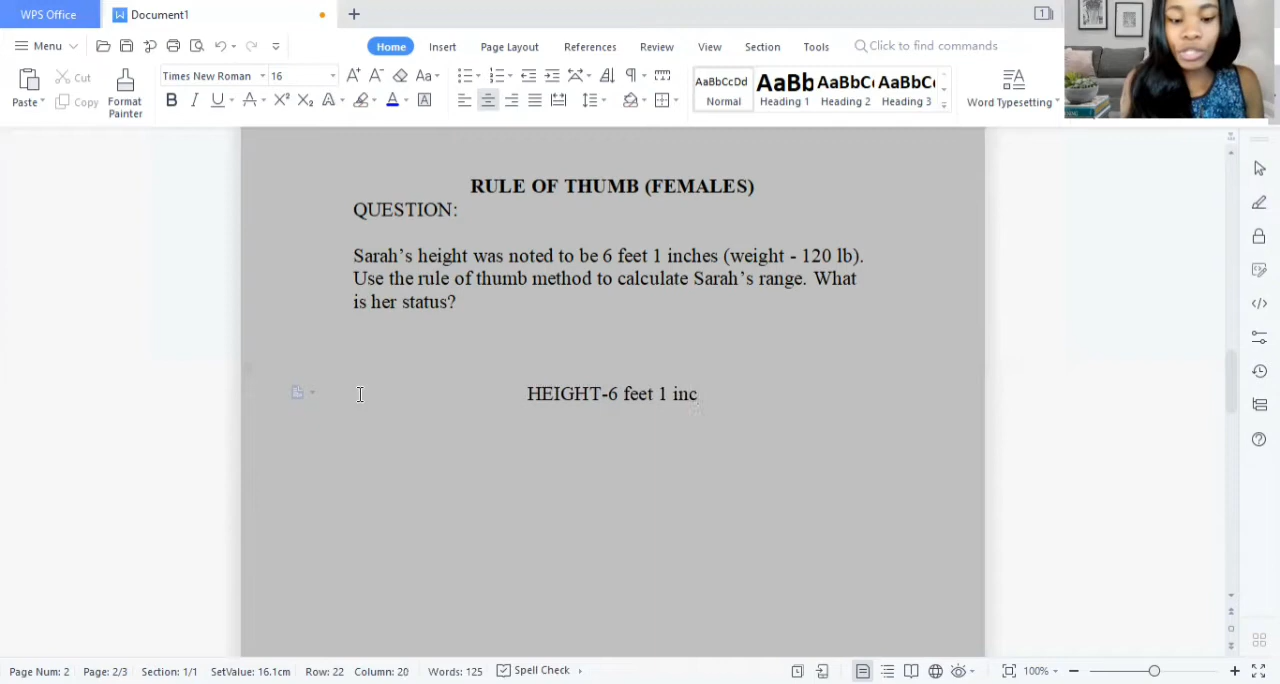 WPS Office
Document1
1
Menu
Home
Insert
Page Layout
References
Review
View
Section
Tools
Click to find commands
Paste
Cut
Copy
Format
Painter
Times New Roman
16
AaBbCcDd
Normal
AaBb
Heading 1
AaBbC
Heading 2
AaBbC
Heading 3
Word Typesetting
RULE OF THUMB (FEMALES)
QUESTION:
Sarah's height was noted to be 6 feet 1 inches (weight - 120 lb).
Use the rule of thumb method to calculate Sarah's range. What
is her status?
HEIGHT-6 feet 1 inc
Page Num: 2
Page: 2/3
Section: 1/1
SetValue: 16.1cm
Row: 22
Column: 20
Words: 125
Spell Check
100%